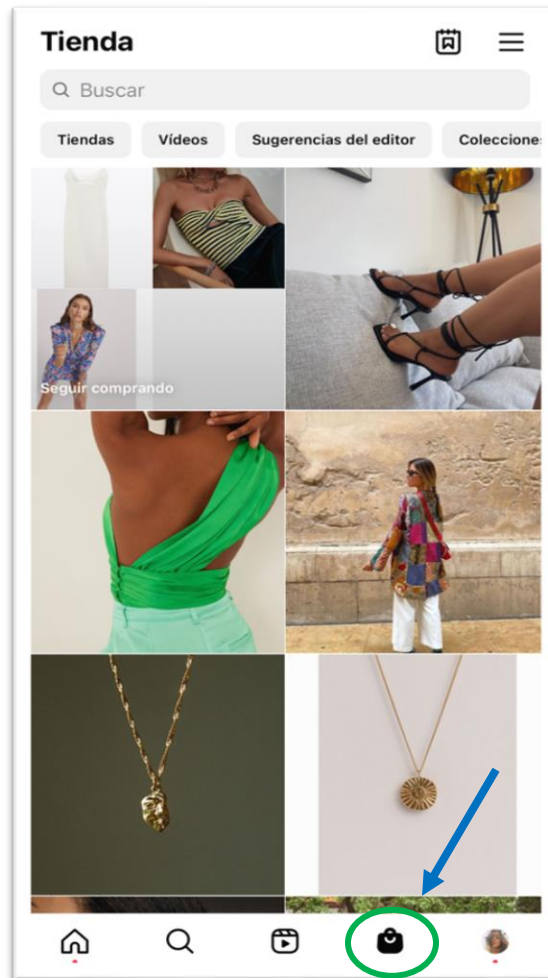 Tienda
Buscar
Tiendas
Vídeos
Sugerencias del editor
Coleccione
Seguir comprando